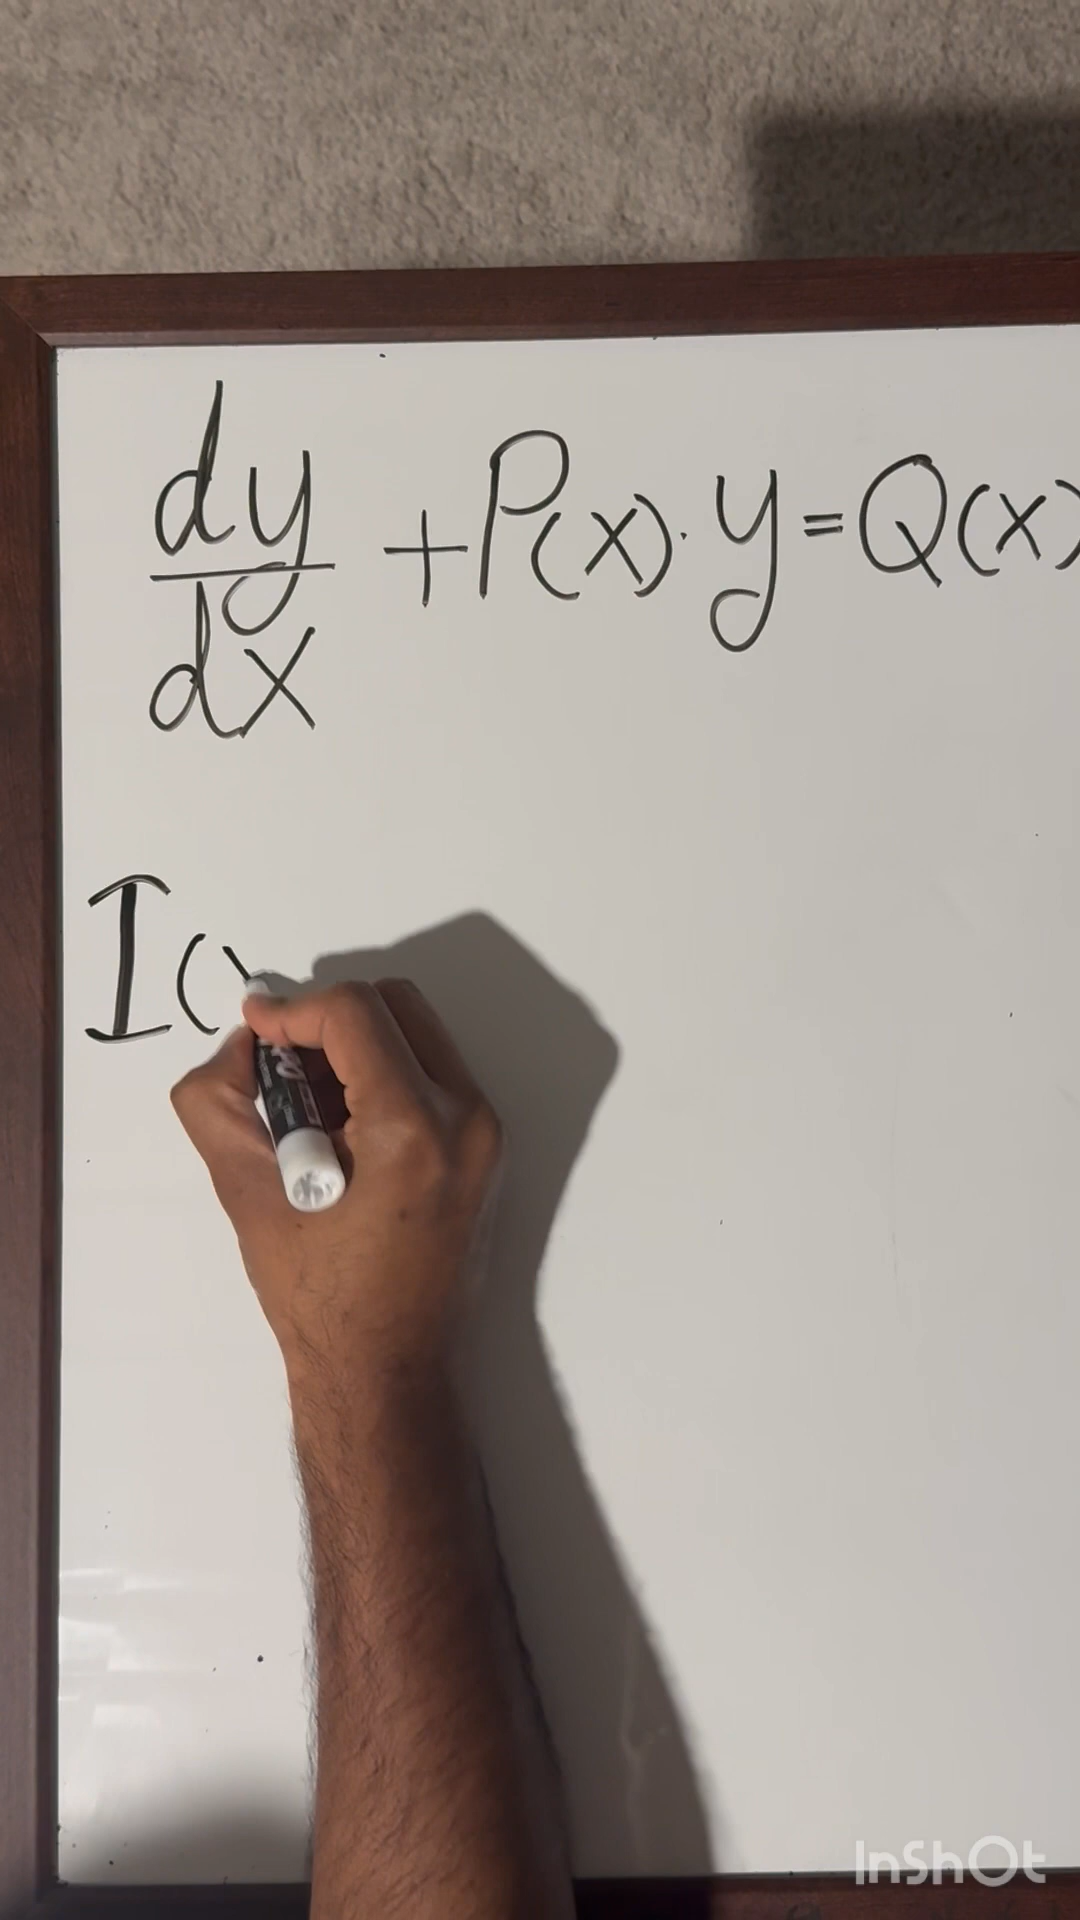 dy/dx + P(x) · y = Q(x)
I(
InShOt